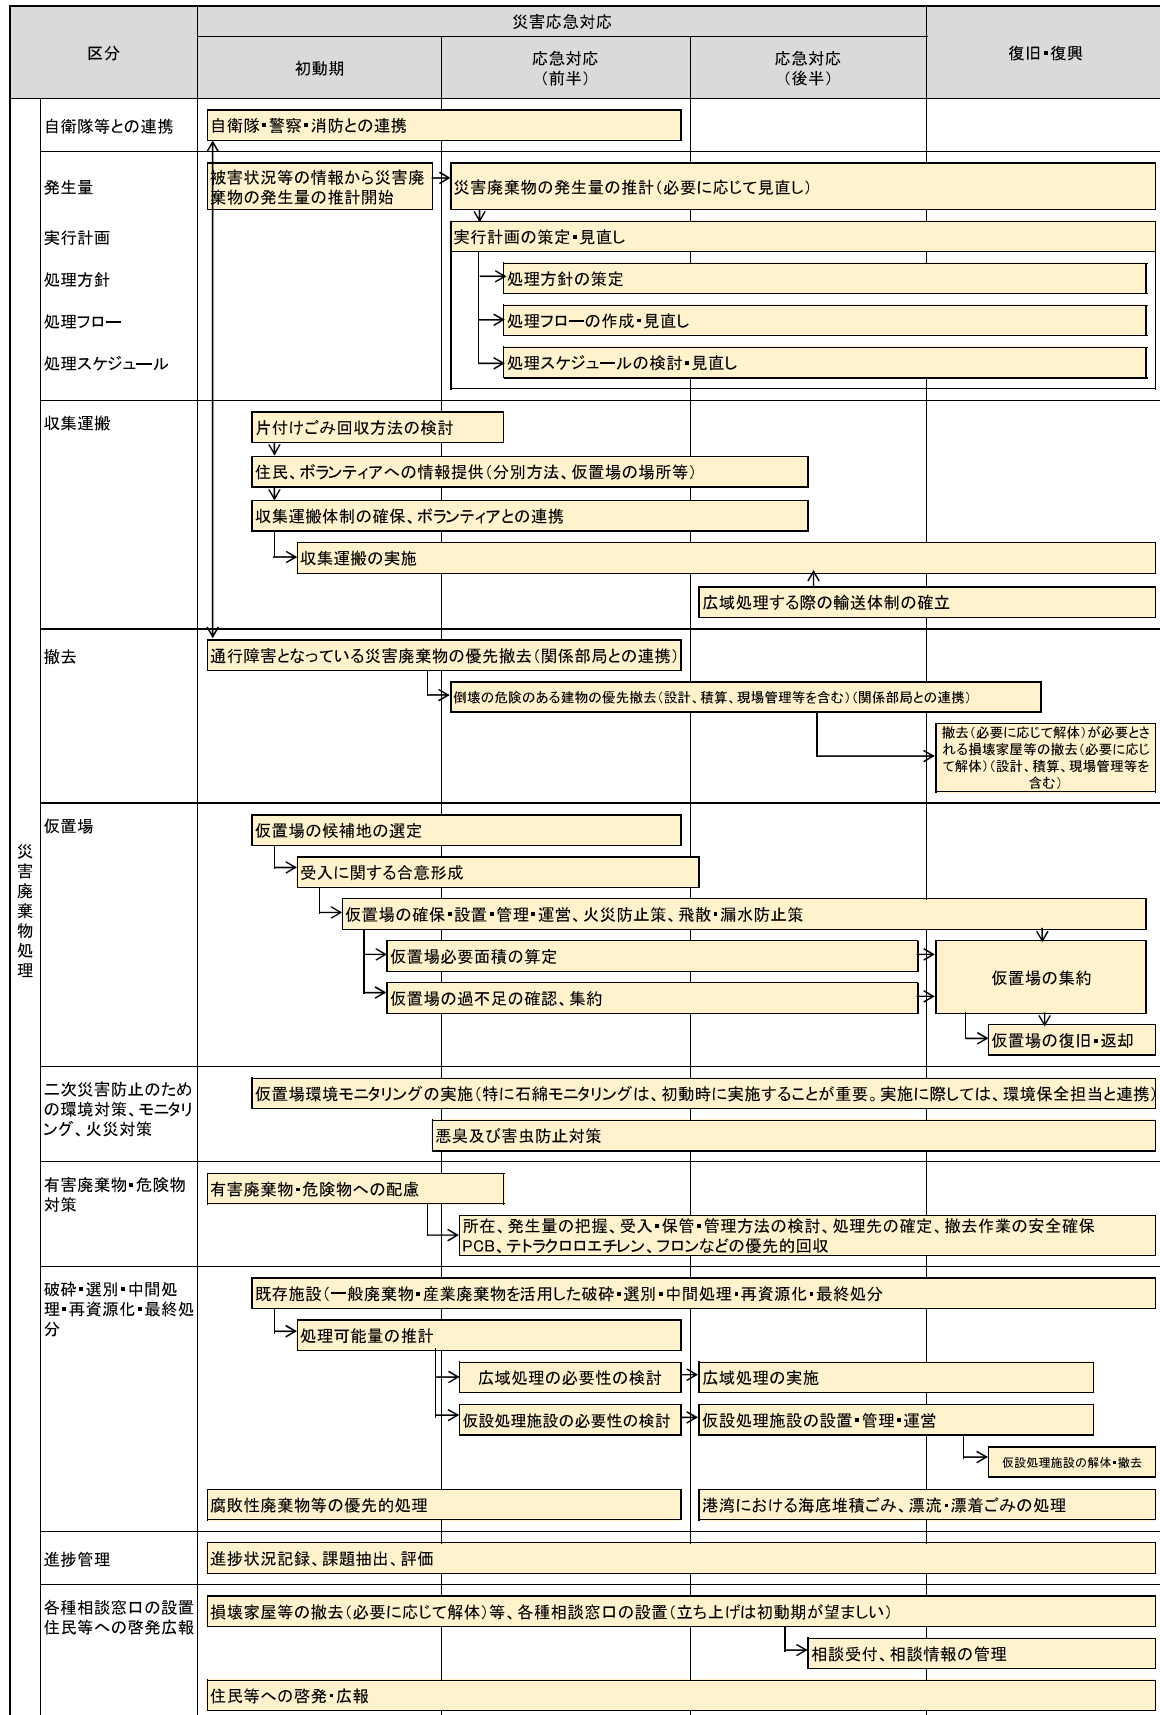 区分
災害応急対応
復旧・復興
初動期
応急対応
(前半)
応急対応
(後半)
災害廃棄物処理
自衛隊等との連携
自衛隊・警察・消防との連携
発生量
被害状況等の情報から災害廃
棄物の発生量の推計開始
災害廃棄物の発生量の推計(必要に応じて見直し)
実行計画
実行計画の策定・見直し
処理方針
処理方針の策定
処理フロー
処理フローの作成・見直し
処理スケジュール
処理スケジュールの検討・見直し
収集運搬
片付けごみ回収方法の検討
住民、ボランティアへの情報提供(分別方法、仮置場の場所等)
収集運搬体制の確保、ボランティアとの連携
収集運搬の実施
広域処理する際の輸送体制の確立
撤去
通行障害となっている災害廃棄物の優先撤去(関係部局との連携)
倒壊の危険のある建物の優先撤去(設計、積算、現場管理等を含む)(関係部局との連携)
撤去(必要に応じて解体)が必要とさ
れる損壊家屋等の撤去(必要に応じ
て解体)(設計、積算、現場管理等を
含む)
仮置場
仮置場の候補地の選定
受入に関する合意形成
仮置場の確保・設置・管理・運営、火災防止策、飛散・漏水防止策
仮置場必要面積の算定
仮置場の集約
仮置場の過不足の確認、集約
仮置場の復旧・返却
二次災害防止のため
の環境対策、モニタリ
ング、火災対策
仮置場環境モニタリングの実施(特に石綿モニタリングは、初動時に実施することが重要。実施に際しては、環境保全担当と連携)
悪臭及び害虫防止対策
有害廃棄物・危険物
対策
有害廃棄物・危険物への配慮
所在、発生量の把握、受入・保管・管理方法の検討、処理先の確定、撤去作業の安全確保
PCB、テトラクロロエチレン、フロンなどの優先的回収
破砕・選別・中間処
理・再資源化・最終処
分
既存施設(一般廃棄物・産業廃棄物を活用した破砕・選別・中間処理・再資源化・最終処分
処理可能量の推計
広域処理の必要性の検討
広域処理の実施
仮設処理施設の必要性の検討
仮設処理施設の設置・管理・運営
仮設処理施設の解体・撤去
腐敗性廃棄物等の優先的処理
港湾における海底堆積ごみ、漂流・漂着ごみの処理
進捗管理
進捗状況記録、課題抽出、評価
各種相談窓口の設置
住民等への啓発広報
損壊家屋等の撤去(必要に応じて解体)等、各種相談窓口の設置(立ち上げは初動期が望ましい)
相談受付、相談情報の管理
住民等への啓発・広報